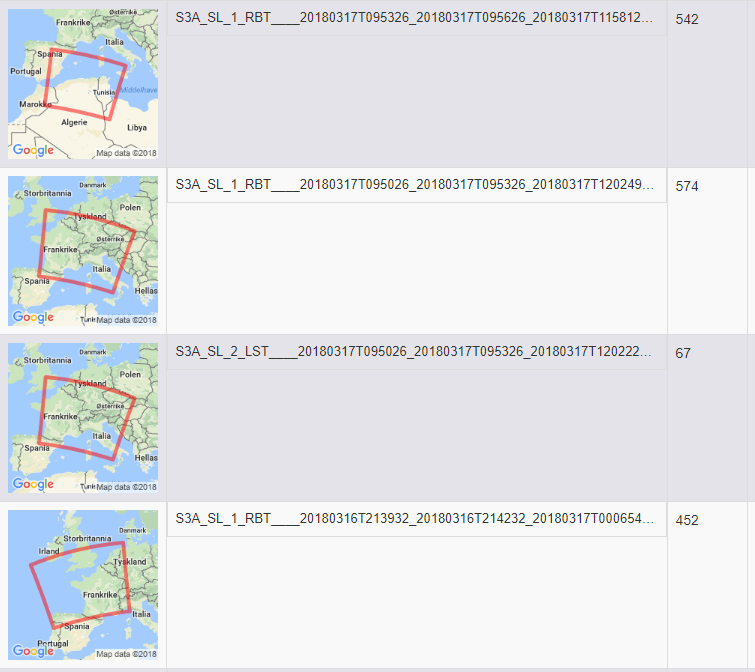 Frankrike
Österrike
S3A_SL_1_RBT____20180317T095326_20180317T095626_20180317T115812...
542
Italia
Spania
Portugal
Tunisia
Middelhave
Marokko
Algerie
Libya
Google
Map data ©2018
Danmark
S3A_SL_1_RBT____20180317T095026_20180317T095326_20180317T120249...
574
Storbritannia
Polen
Tyskland
Østerrike
Frankrike
Italia
Spania
Hellas
Google
Tunis
Map data ©2018
Danmark
S3A_SL_2_LST____20180317T095026_20180317T095326_20180317T120222...
67
Storbritannia
Polen
Tyskland
Østerrike
Frankrike
Italia
Spania
Hellas
Google
Map data ©2018
S3A_SL_1_RBT____20180316T213932_20180316T214232_20180317T000654...
452
Danmark
Storbritannia
Irland
Tyskland
Frankrike
Italia
Spania
Portugal
Google
Map data ©2018